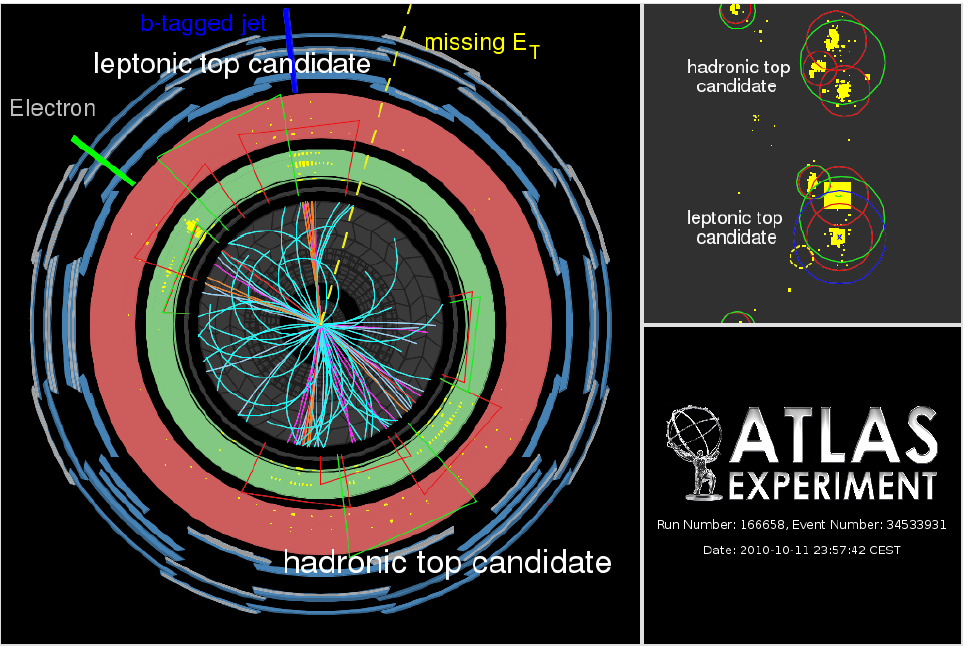 b-tagged jet
leptonic top candidate
missing E_T
Electron
hadronic top candidate
hadronic top
candidate
leptonic top
candidate
ATLAS
EXPERIMENT
Run Number: 166658, Event Number: 34533931
Date: 2010-10-11 23:57:42 CEST